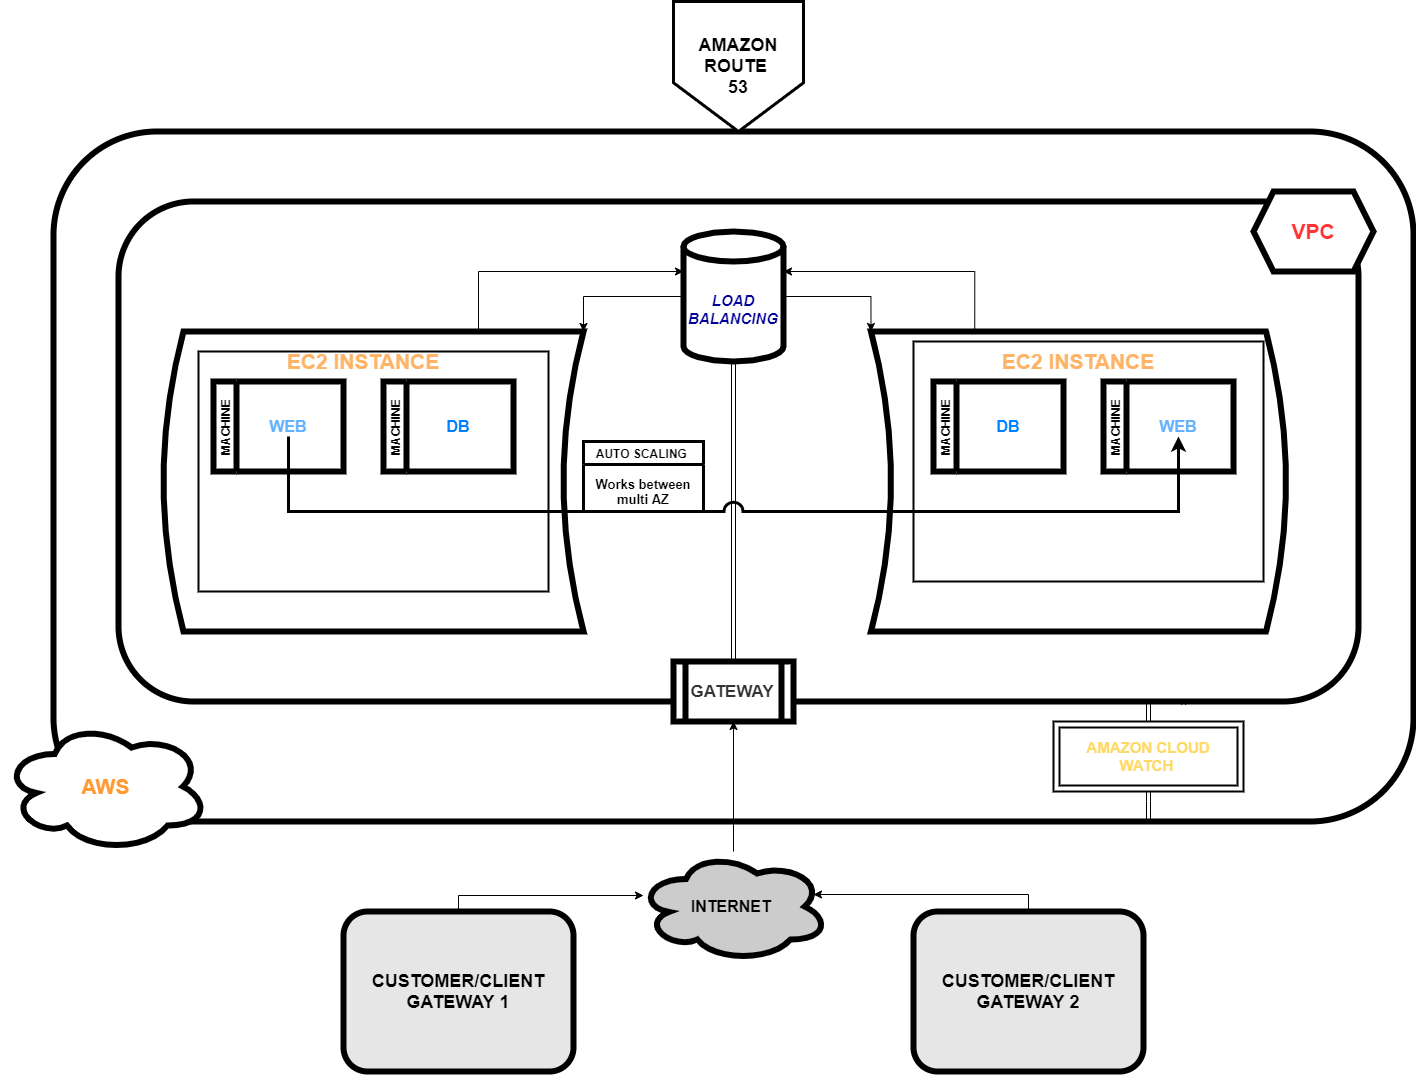 AMAZON
ROUTE
53
VPC
LOAD
BALANCING
EC2 INSTANCE
MACHINE
WEB
MACHINE
DB
EC2 INSTANCE
MACHINE
DB
MACHINE
WEB
AUTO SCALING
Works between
multi AZ
GATEWAY
AMAZON CLOUD
WATCH
AWS
INTERNET
CUSTOMER/CLIENT
GATEWAY 1
CUSTOMER/CLIENT
GATEWAY 2